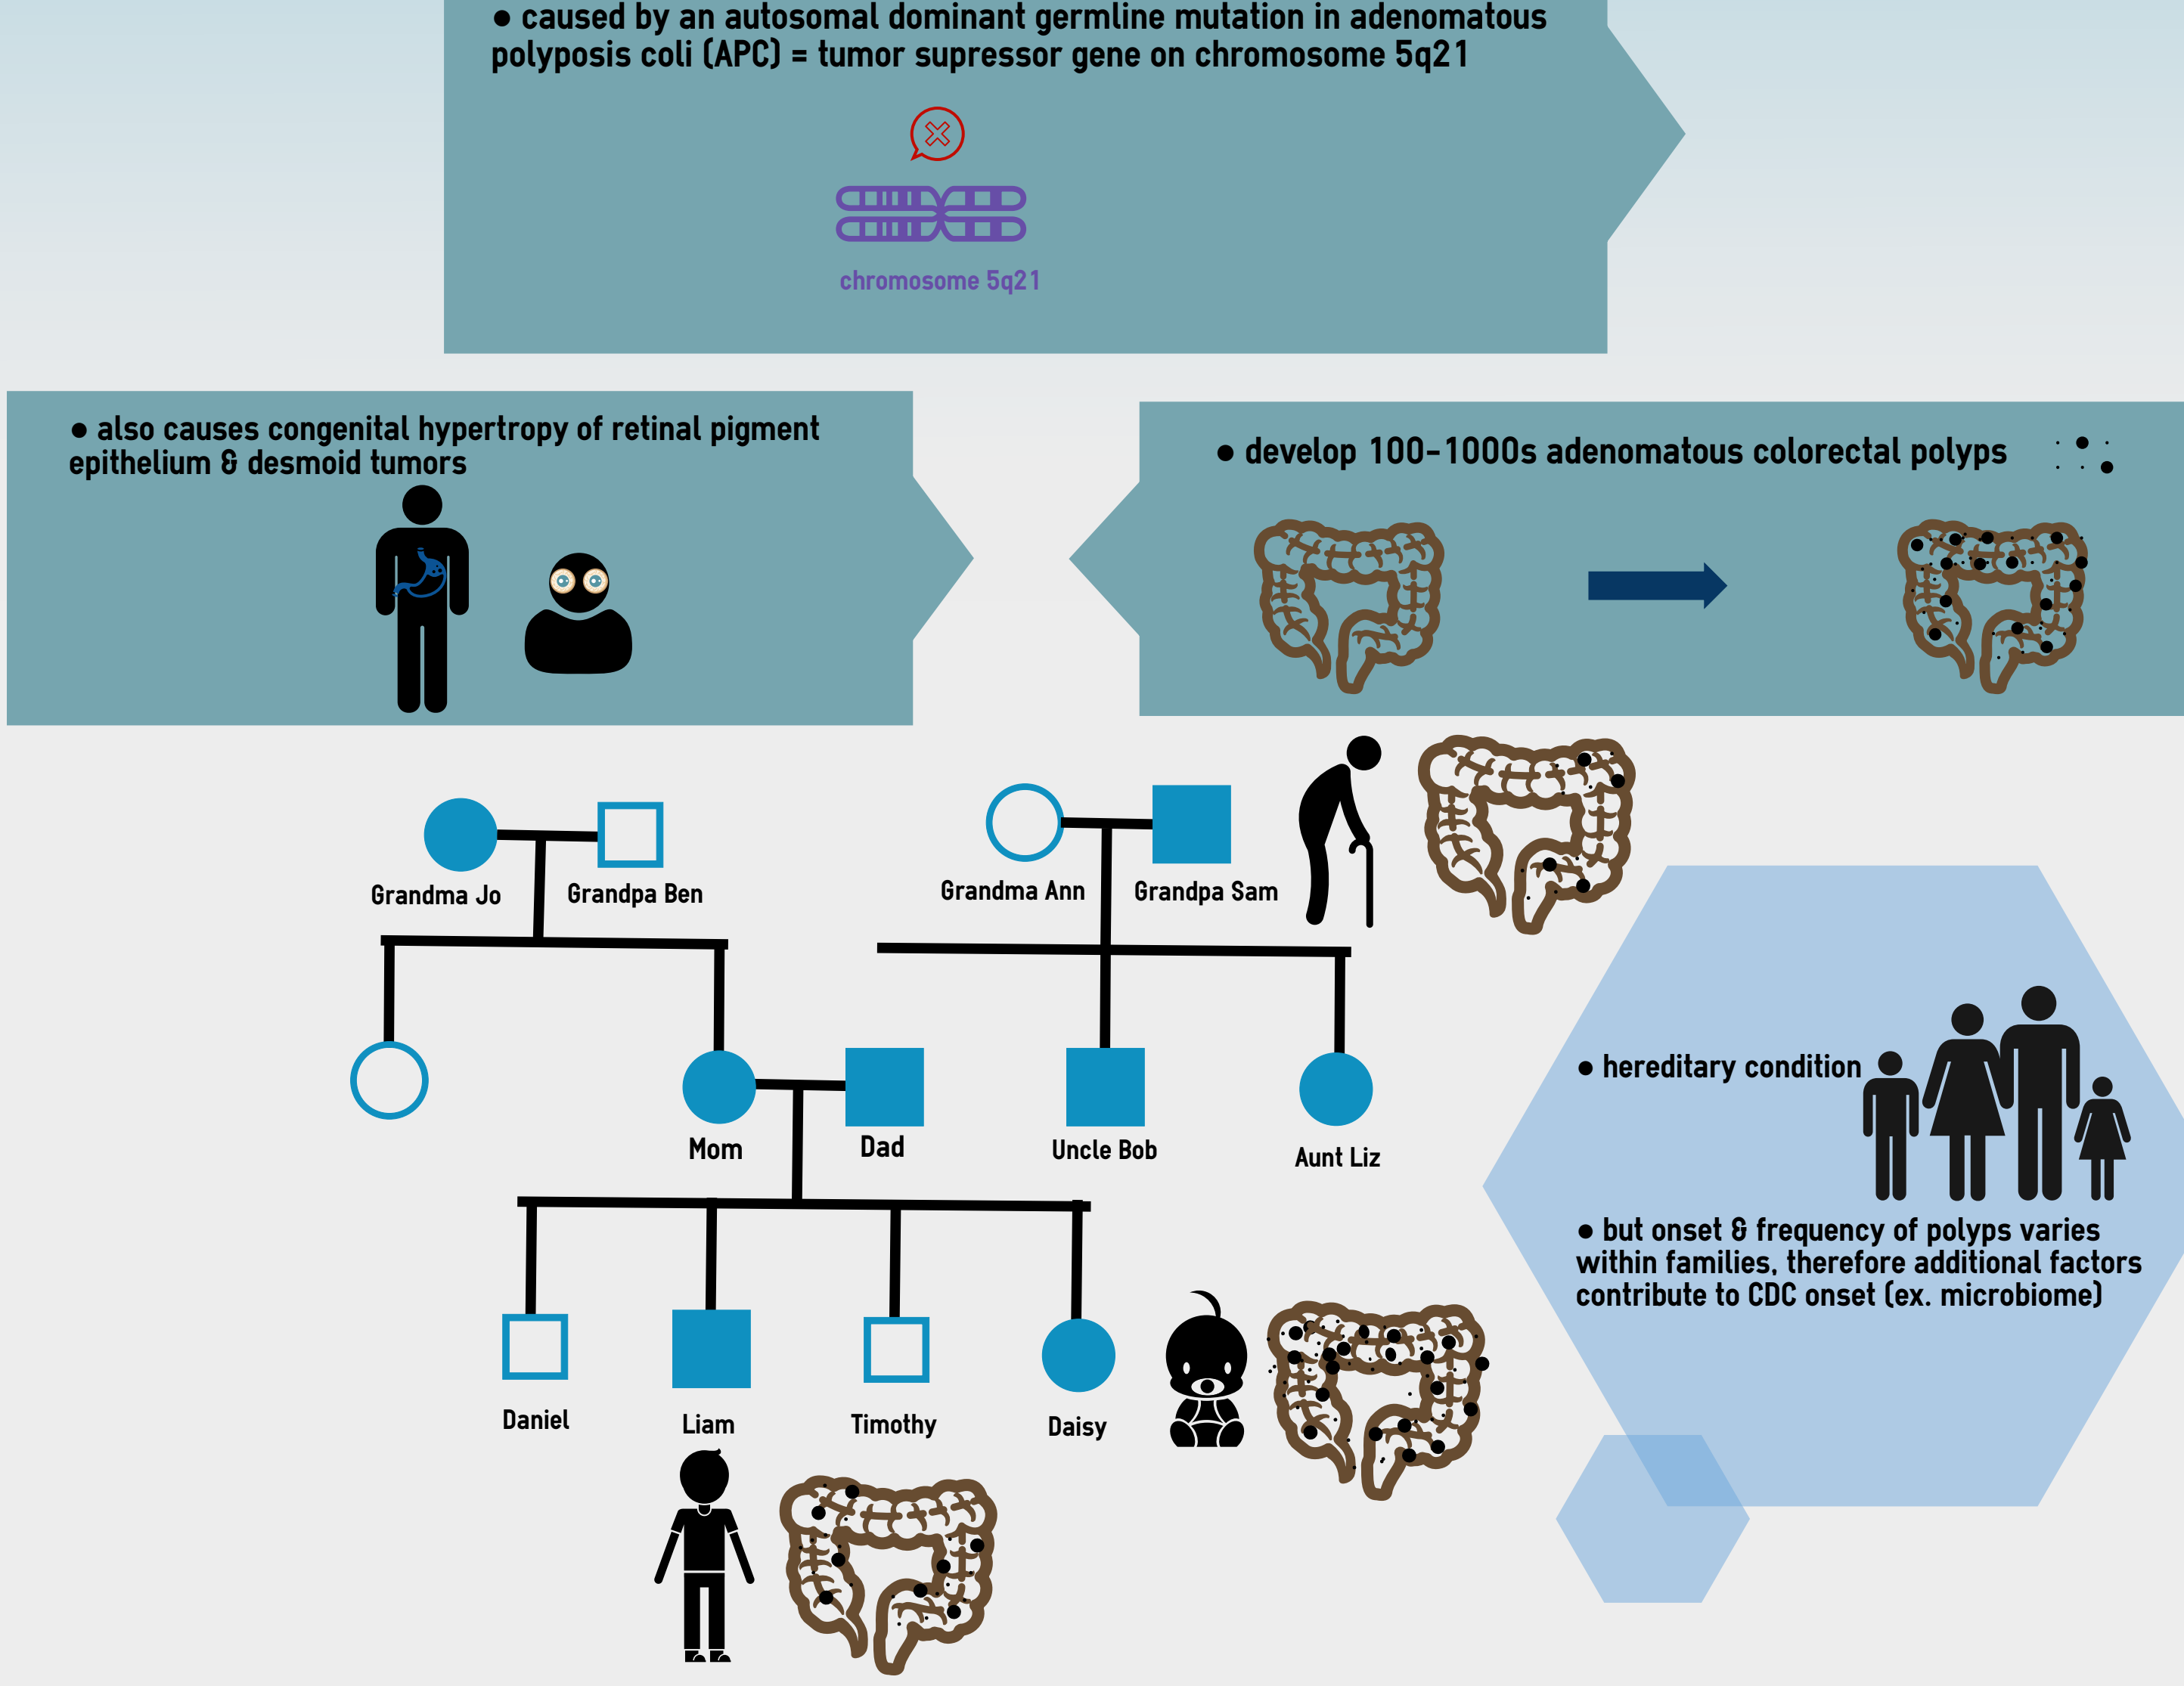 ● caused by an autosomal dominant germline mutation in adenomatous
polyposis coli (APC) = tumor supressor gene on chromosome 5q21
chromosome 5q21
● also causes congenital hypertropy of retinal pigment
epithelium & desmoid tumors
● develop 100-1000s adenomatous colorectal polyps
Grandma Jo
Grandpa Ben
Grandma Ann
Grandpa Sam
Mom
Dad
Uncle Bob
Aunt Liz
● hereditary condition
● but onset & frequency of polyps varies
within families, therefore additional factors
contribute to CDC onset (ex. microbiome)
Daniel
Liam
Timothy
Daisy